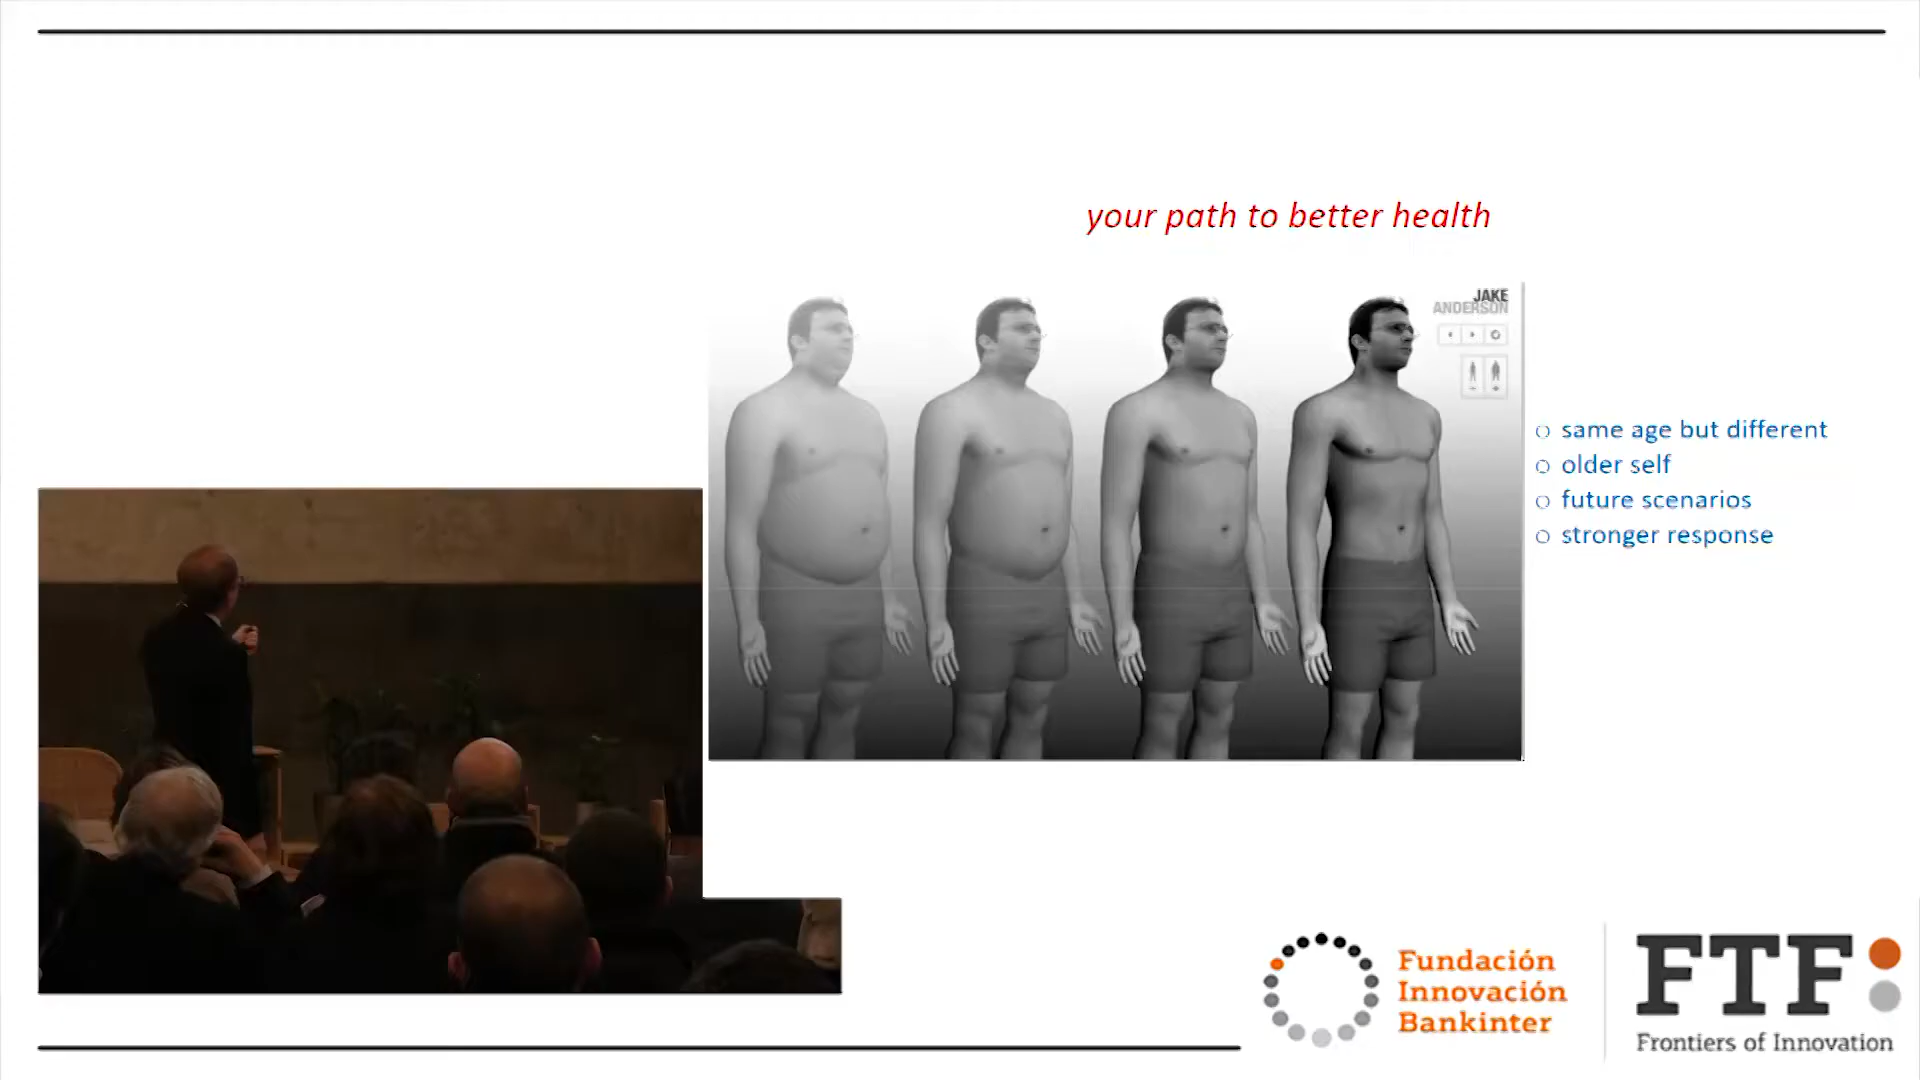 your path to better health
JAKE
ANDERSON
same age but different
older self
future scenarios
stronger response
Fundación
Innovación
Bankinter
FTF
Frontiers of Innovation